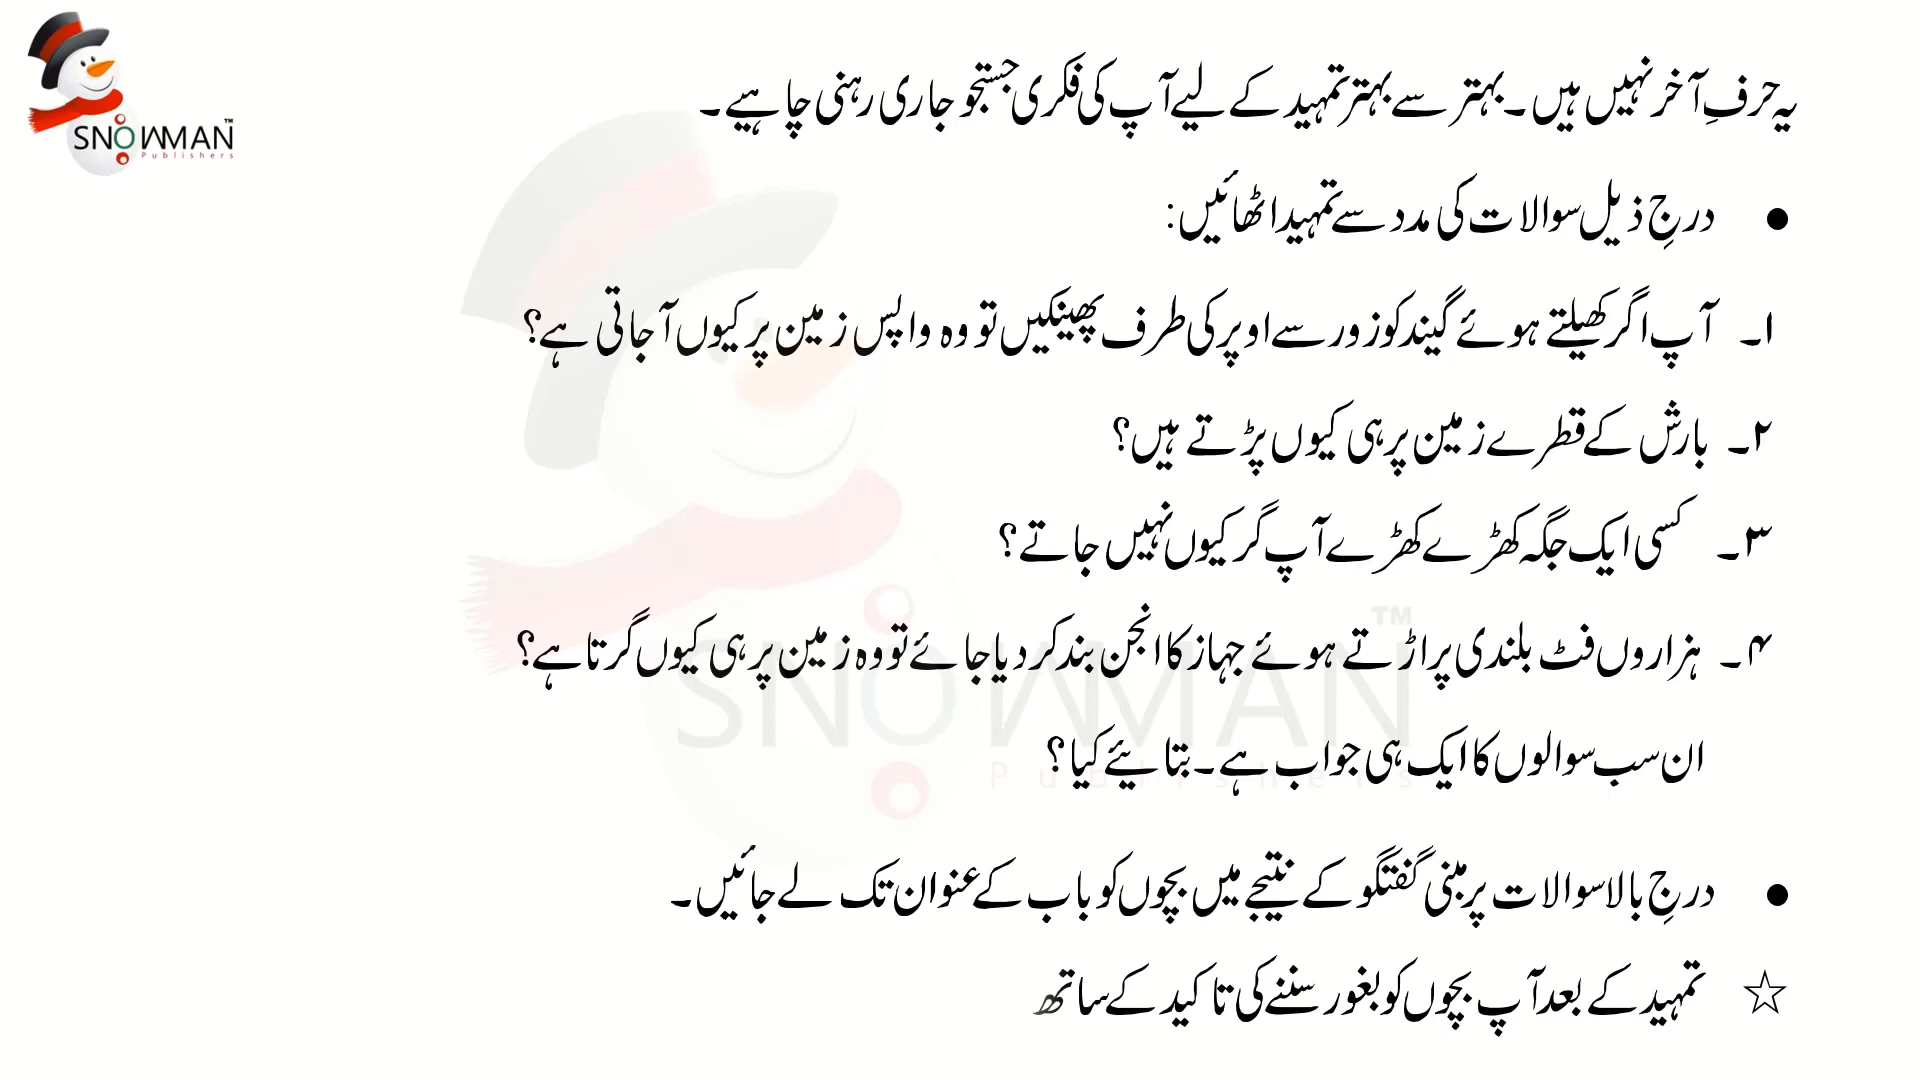 SNOWMAN™
Publishers
یہ حرفِ آخر نہیں ہیں۔ بہتر سے بہتر تمہید کے لیے آپ کی فکری جستجو جاری رہنی چاہیے۔
● درجِ ذیل سوالات کی مدد سے تمہید اٹھائیں:
۱۔ آپ اگر کھیلتے ہوئے گیند کو زور سے اوپر کی طرف پھینکیں تو وہ واپس زمین پر کیوں آ جاتی ہے؟
۲۔ بارش کے قطرے زمین پر ہی کیوں پڑتے ہیں؟
۳۔ کسی ایک جگہ کھڑے کھڑے آپ گر کیوں نہیں جاتے؟
۴۔ ہزاروں فٹ بلندی پر اڑتے ہوئے جہاز کا انجن بند کر دیا جائے تو وہ زمین پر ہی کیوں گرتا ہے؟
ان سب سوالوں کا ایک ہی جواب ہے۔ بتایئے کیا؟
● درجِ بالا سوالات پر مبنی گفتگو کے نتیجے میں بچوں کو باب کے عنوان تک لے جائیں۔
☆ تمہید کے بعد آپ بچوں کو بغور سننے کی تاکید کے ساتھ
SNOWMAN™
Publishers